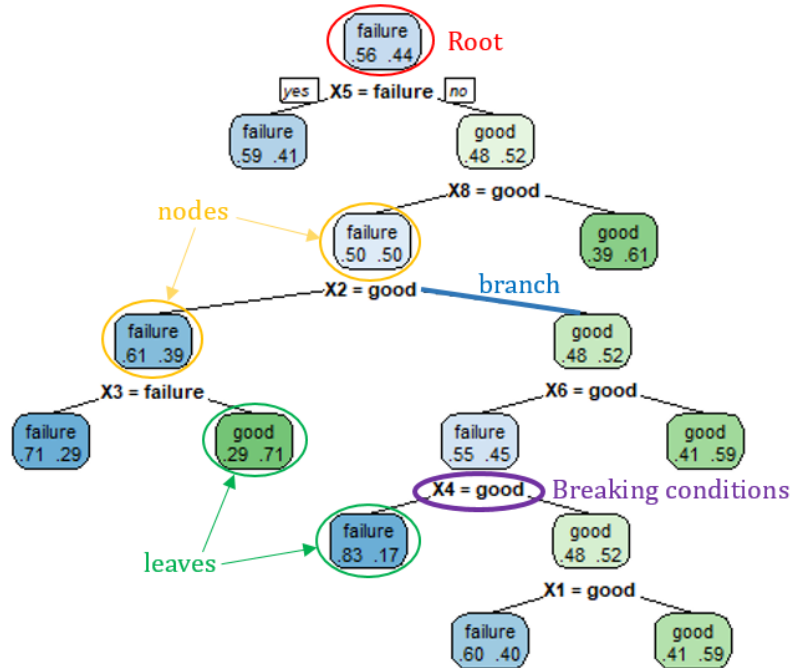 failure
.56 .44
Root
yes
X5 = failure
no
failure
.59 .41
good
.48 .52
X8 = good
nodes
failure
.50 .50
good
.39 .61
X2 = good
branch
failure
.61 .39
good
.48 .52
X3 = failure
X6 = good
failure
.71 .29
good
.29 .71
failure
.55 .45
good
.41 .59
X4 = good
Breaking conditions
leaves
failure
.83 .17
good
.48 .52
X1 = good
failure
.60 .40
good
.41 .59